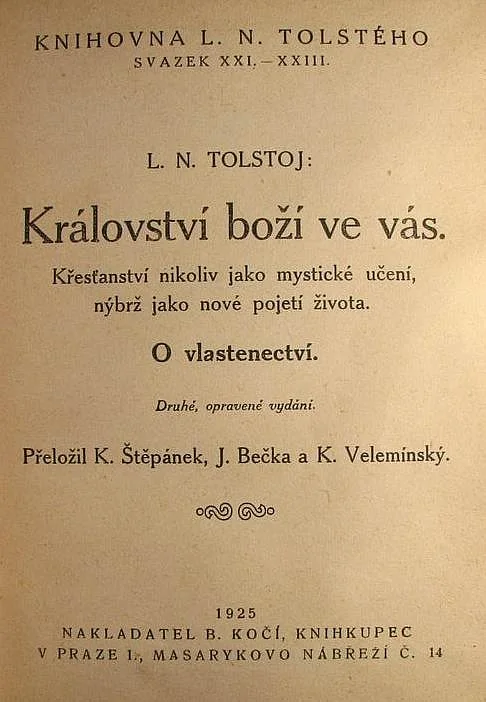 KNIHOVNA L. N. TOLSTÉHO
SVAZEK XXI.—XXIII.
L. N. TOLSTOJ:
Království boží ve vás.
Křesťanství nikoliv jako mystické učení,
nýbrž jako nové pojetí života.
O vlastenectví.
Druhé, opravené vydání.
Přeložil K. Štěpánek, J. Bečka a K. Velemínský.
1925
NAKLADATEL B. KOČÍ, KNIHKUPEC
V PRAZE I., MASARYKOVO NÁBŘEŽÍ Č. 14